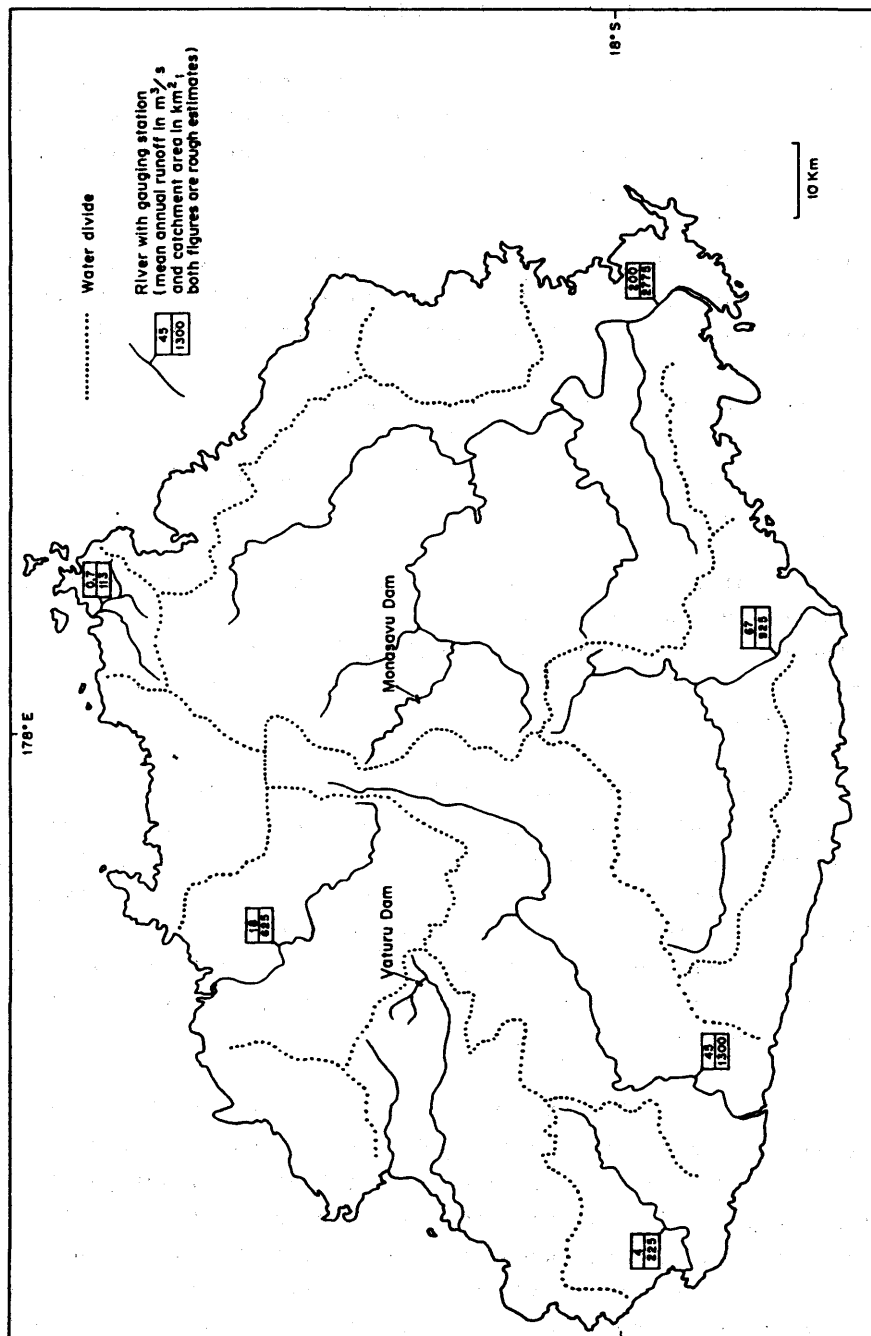 Water divide
River with gauging station
(mean annual runoff in m³/s
and catchment area in km²,
both figures are rough estimates)
45
1300
178°E
18°S
10 Km
0.7
113
18
625
Vaturu Dam
Monasavu Dam
200
2775
67
925
45
1300
4
225